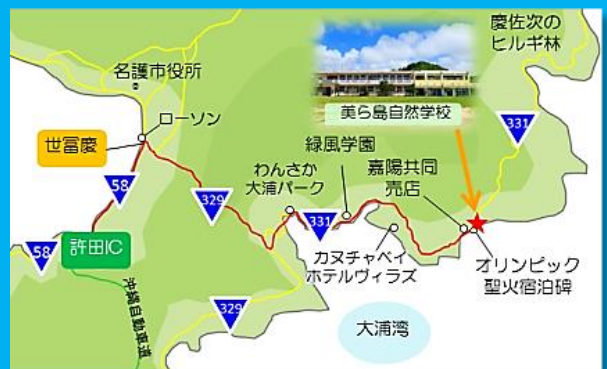 慶佐次の
ヒルギ林
名護市役所
美ら島自然学校
331
ローソン
世冨慶
緑風学園
わんさか
大浦パーク
嘉陽共同
売店
58
329
331
58
許田IC
カヌチャベイ
ホテルヴィラズ
オリンピック
聖火宿泊碑
沖縄自動車道
329
大浦湾